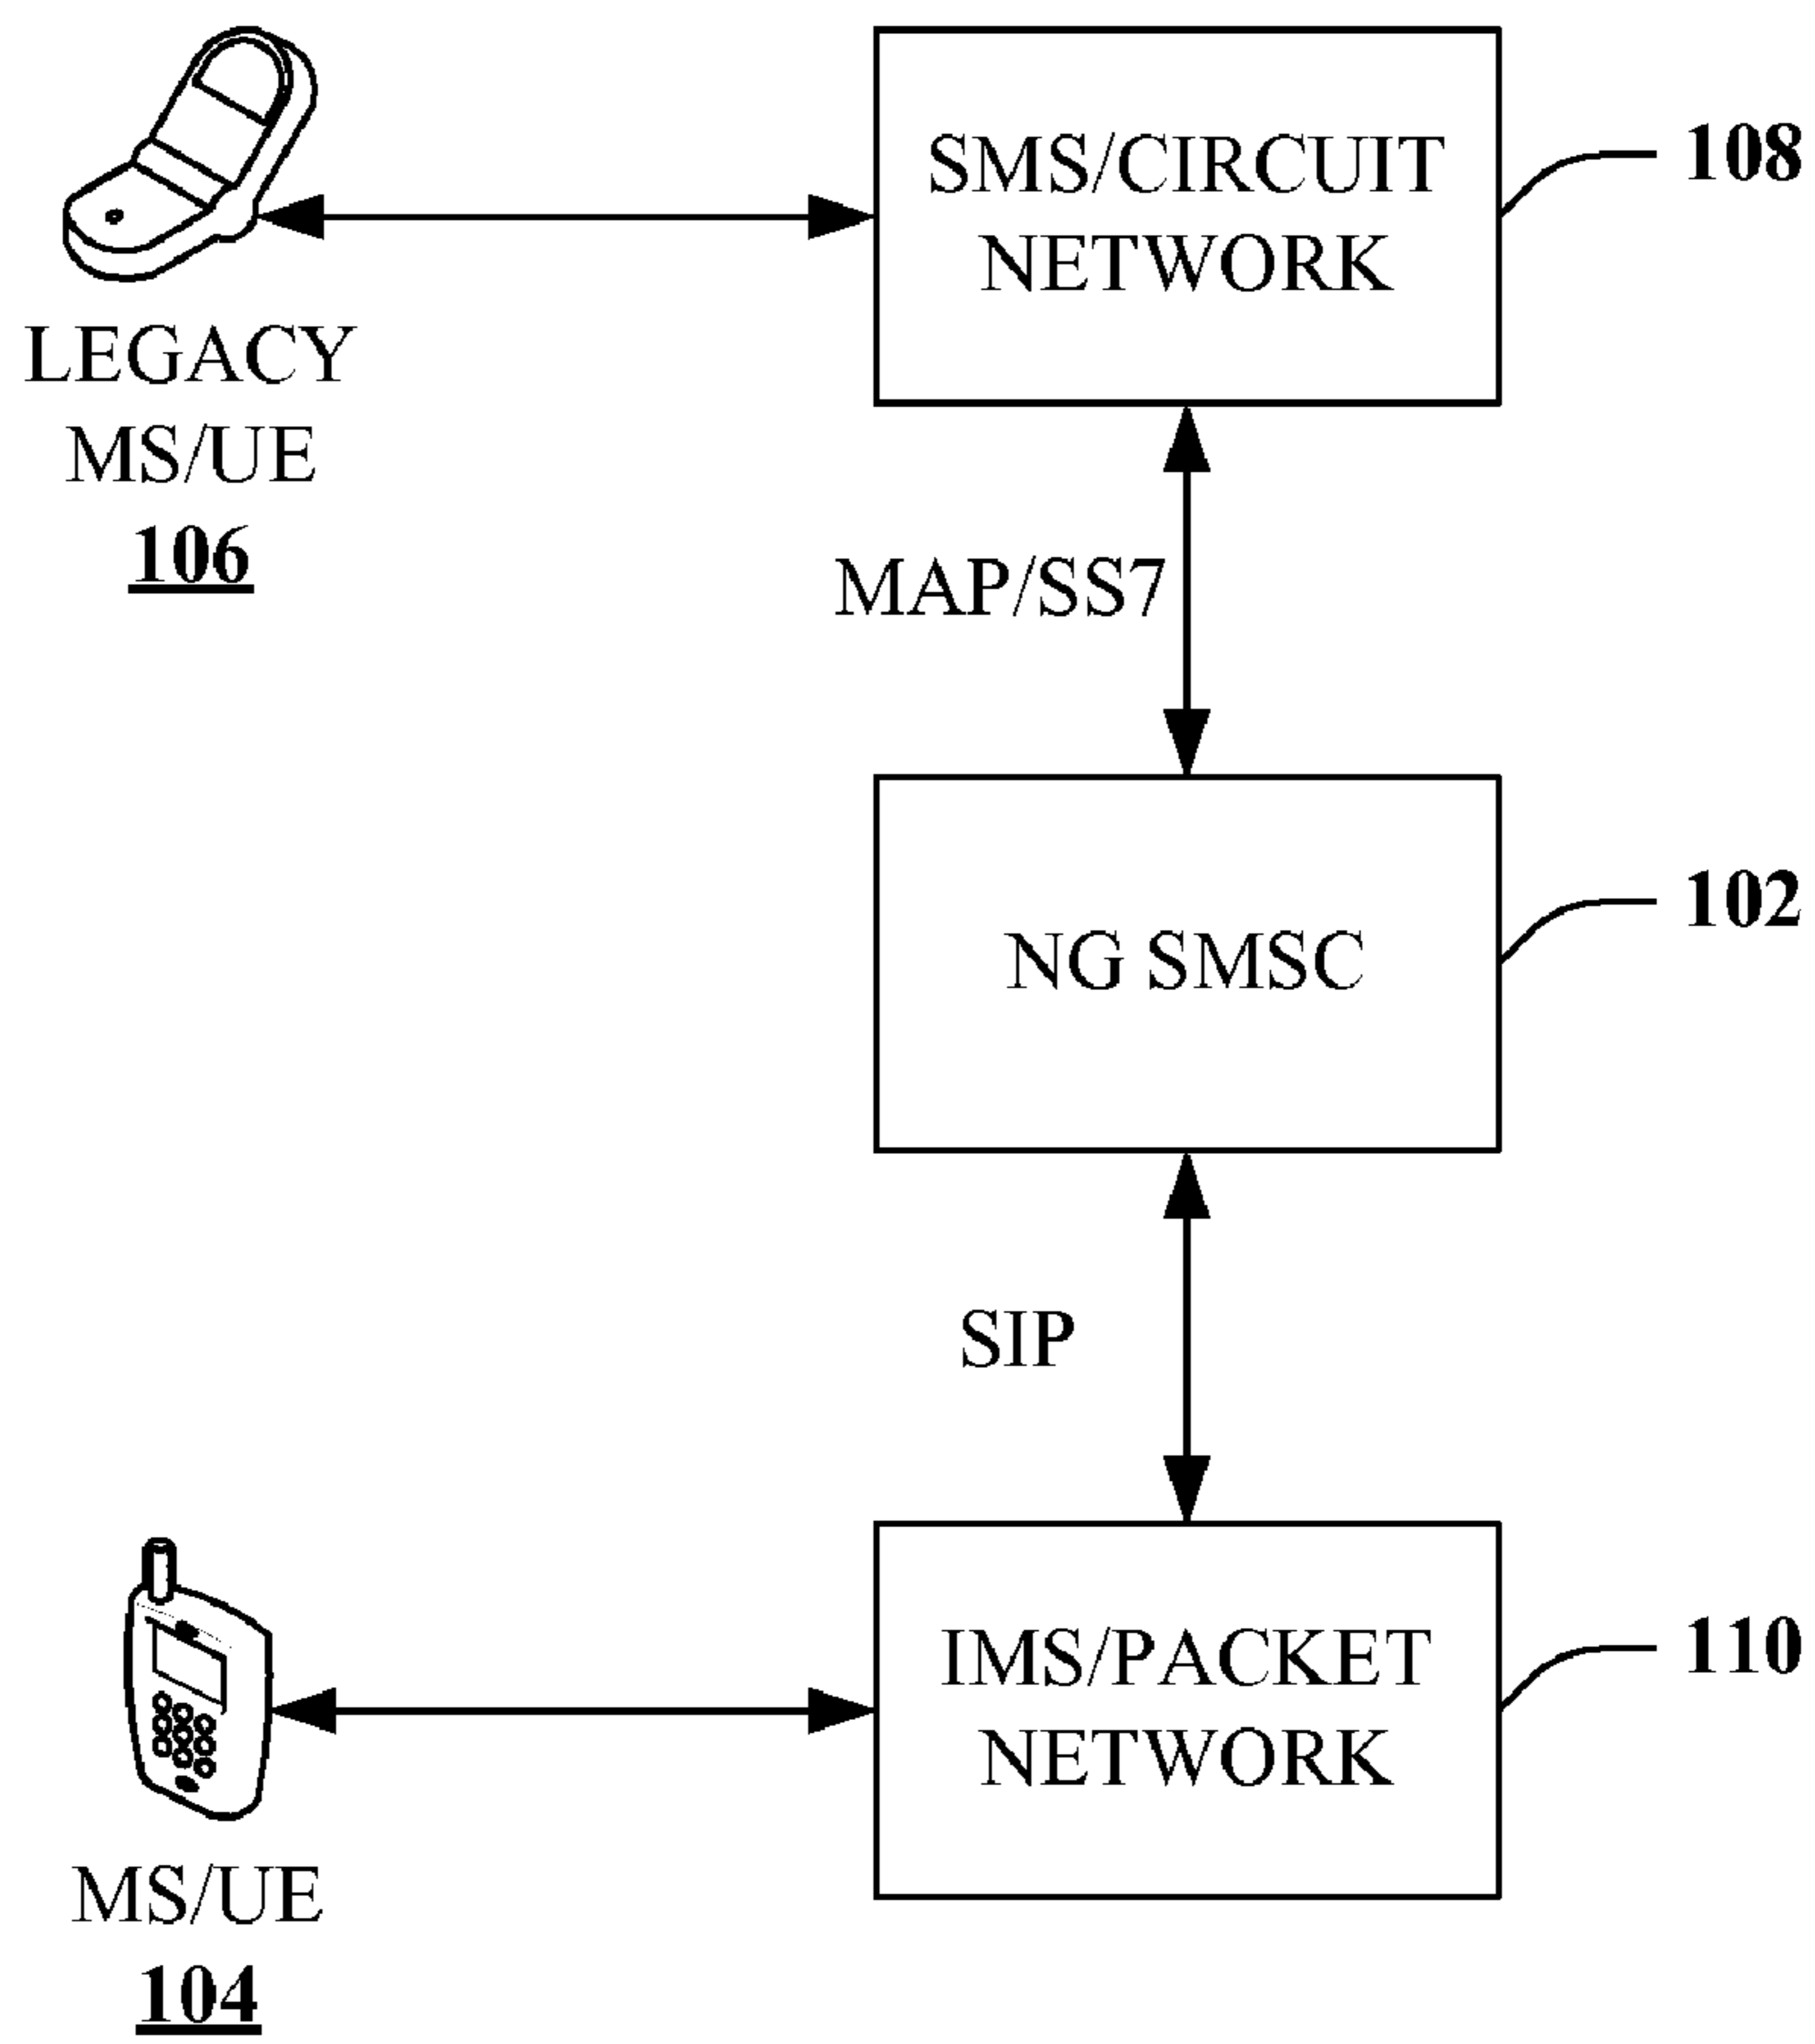 SMS/CIRCUIT
NETWORK
108
LEGACY
MS/UE
106
MAP/SS7
NG SMSC
102
SIP
IMS/PACKET
NETWORK
110
MS/UE
104